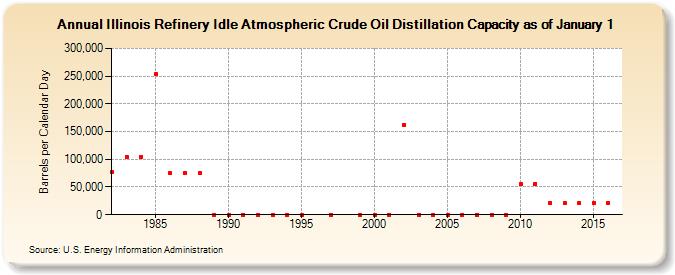 Annual Illinois Refinery Idle Atmospheric Crude Oil Distillation Capacity as of January 1
Barrels per Calendar Day
300,000
250,000
200,000
150,000
100,000
50,000
0
1985 1990 1995 2000 2005 2010 2015
Source: U.S. Energy Information Administration